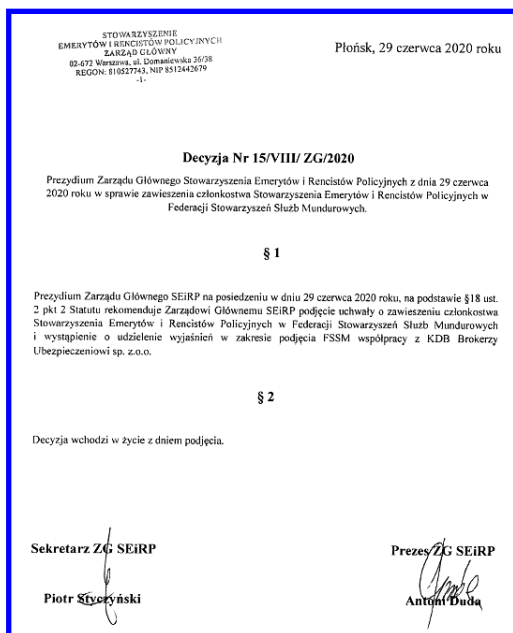 STOWARZYSZENIE
EMERYTÓW I RENCISTÓW POLICYJNYCH
ZARZĄD GŁÓWNY
02-672 Warszawa, ul. Domaniewska 36/38
REGON: 810527743, NIP 8512442679
-1-
Płońsk, 29 czerwca 2020 roku
Decyzja Nr 15/VIII/ ZG/2020
Prezydium Zarządu Głównego Stowarzyszenia Emerytów i Rencistów Policyjnych z dnia 29 czerwca
2020 roku w sprawie zawieszenia członkostwa Stowarzyszenia Emerytów i Rencistów Policyjnych w
Federacji Stowarzyszeń Służb Mundurowych.
§ 1
Prezydium Zarządu Głównego SEiRP na posiedzeniu w dniu 29 czerwca 2020 roku, na podstawie §18 ust.
2 pkt 2 Statutu rekomenduje Zarządowi Głównemu SEiRP podjęcie uchwały o zawieszeniu członkostwa
Stowarzyszenia Emerytów i Rencistów Policyjnych w Federacji Stowarzyszeń Służb Mundurowych
i wystąpienie o udzielenie wyjaśnień w zakresie podjęcia FSSM współpracy z KDB Brokerzy
Ubezpieczeniowi sp. z.o.o.
§ 2
Decyzja wchodzi w życie z dniem podjęcia.
Sekretarz ZG SEiRP
Prezes ZG SEiRP
Piotr Styczyński
Antoni Duda